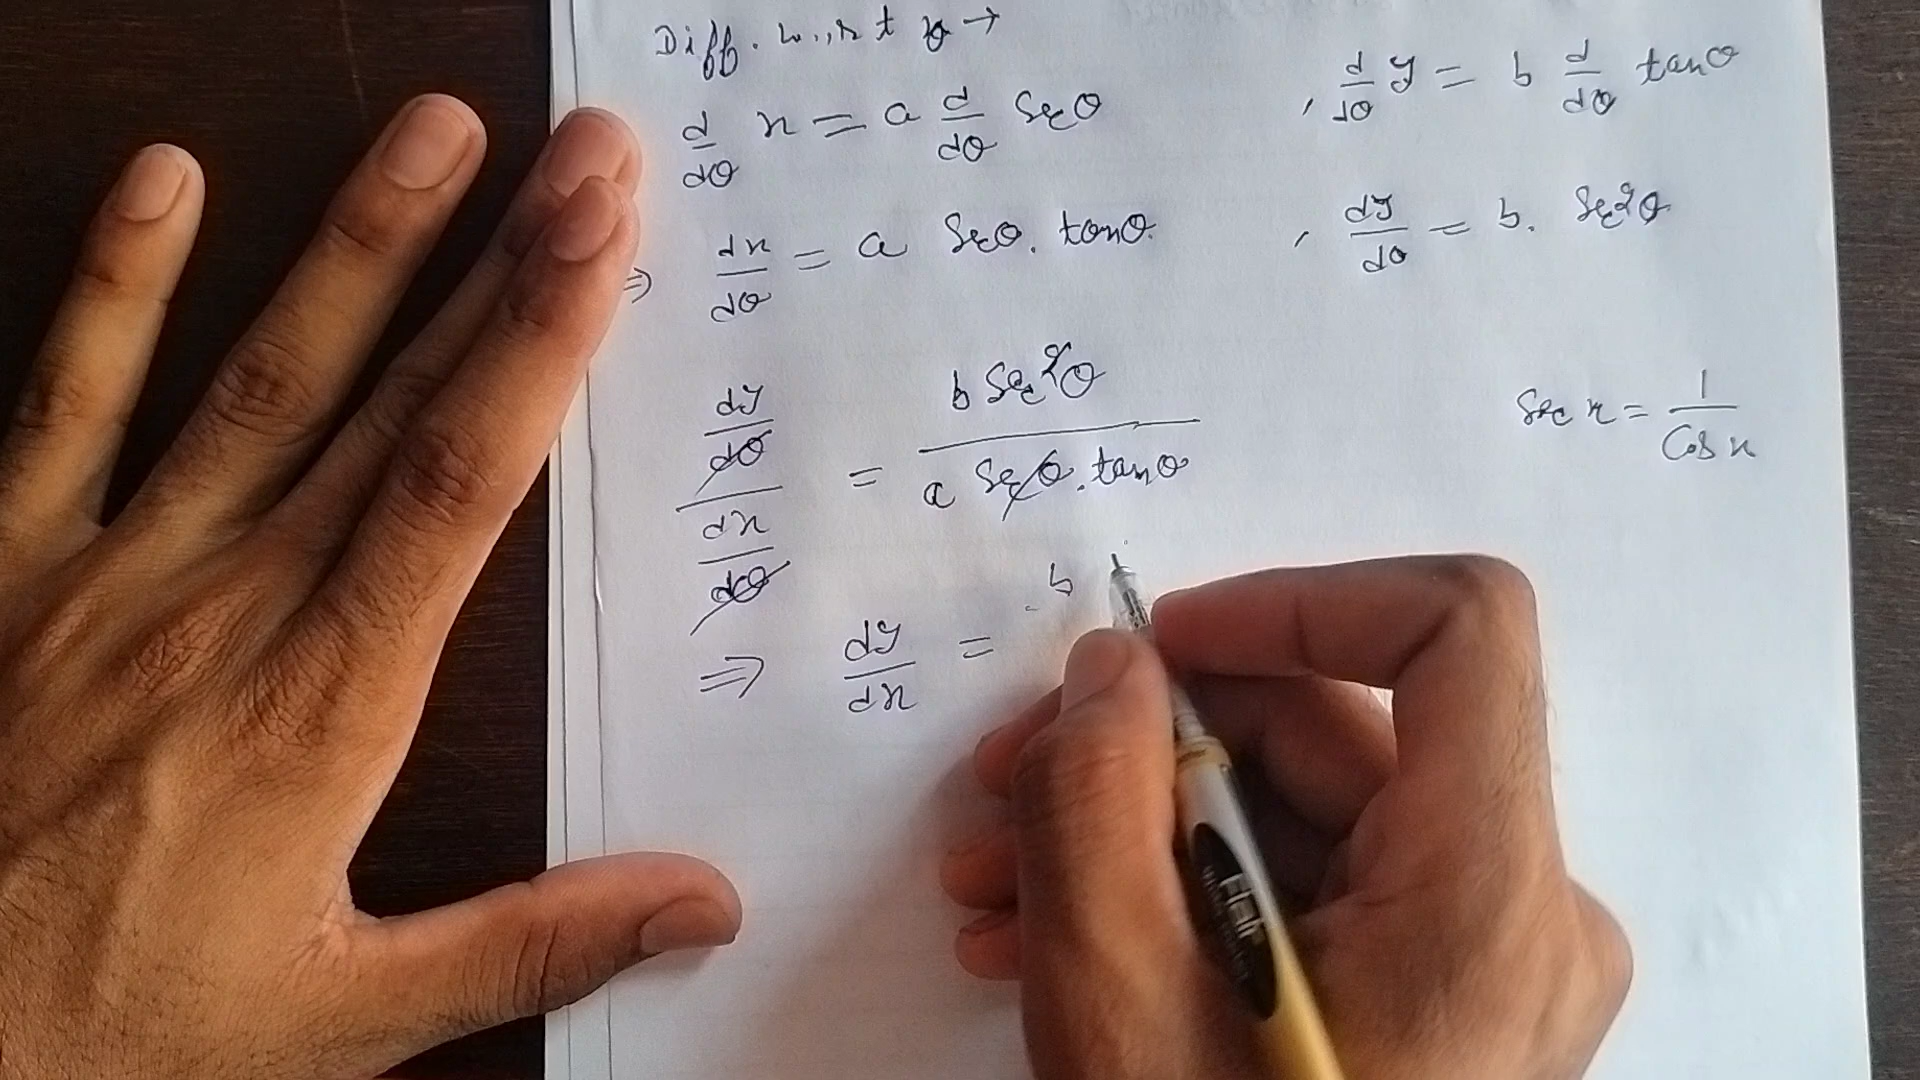 Diff. w.r.t θ →
d/dθ x = a d/dθ Secθ , d/dθ y = b d/dθ tanθ
⇒ dx/dθ = a Secθ. tanθ. , dy/dθ = b. Sec²θ
dy/dθ / dx/dθ = b Sec²θ / a Secθ. tanθ
Sec x = 1/Cos x
⇒ dy/dx = b
Elait